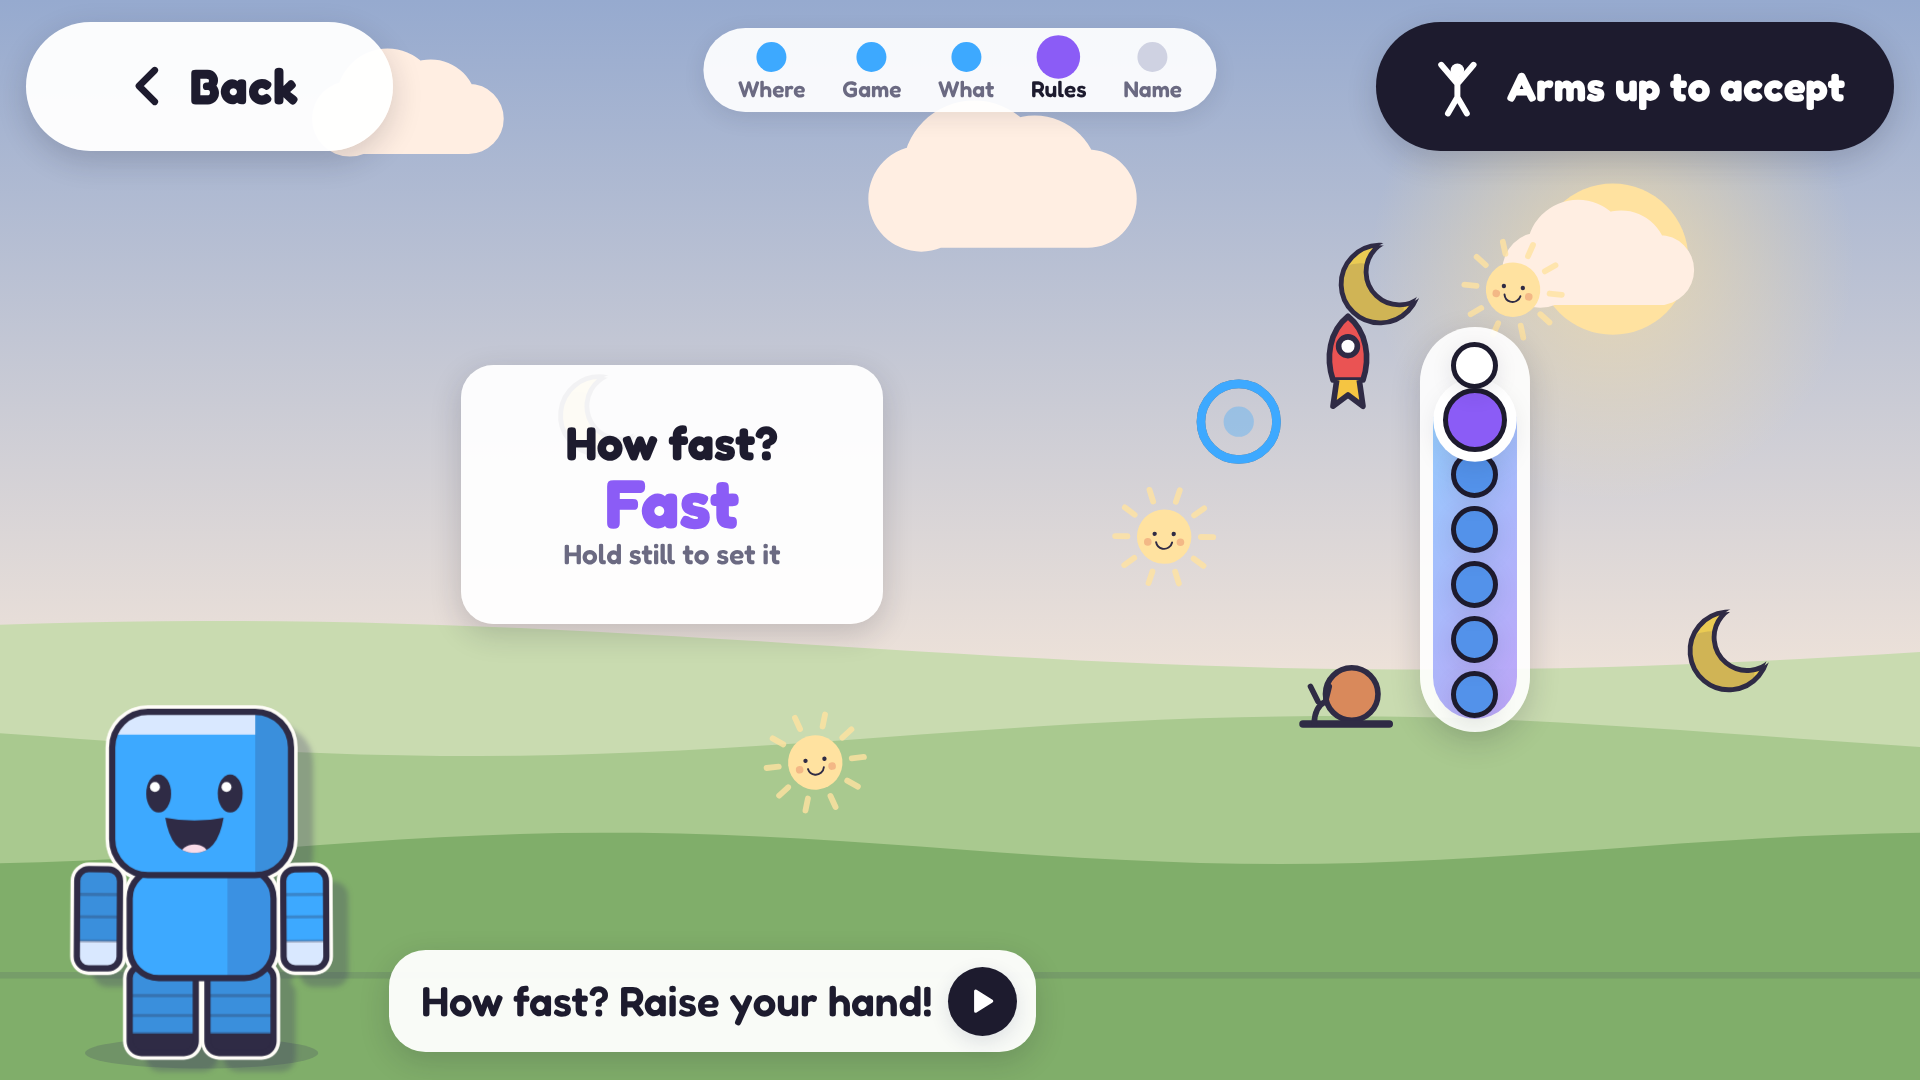 Back
Where
Game
What
Rules
Name
Arms up to accept
How fast?
Fast
Hold still to set it
How fast? Raise your hand!